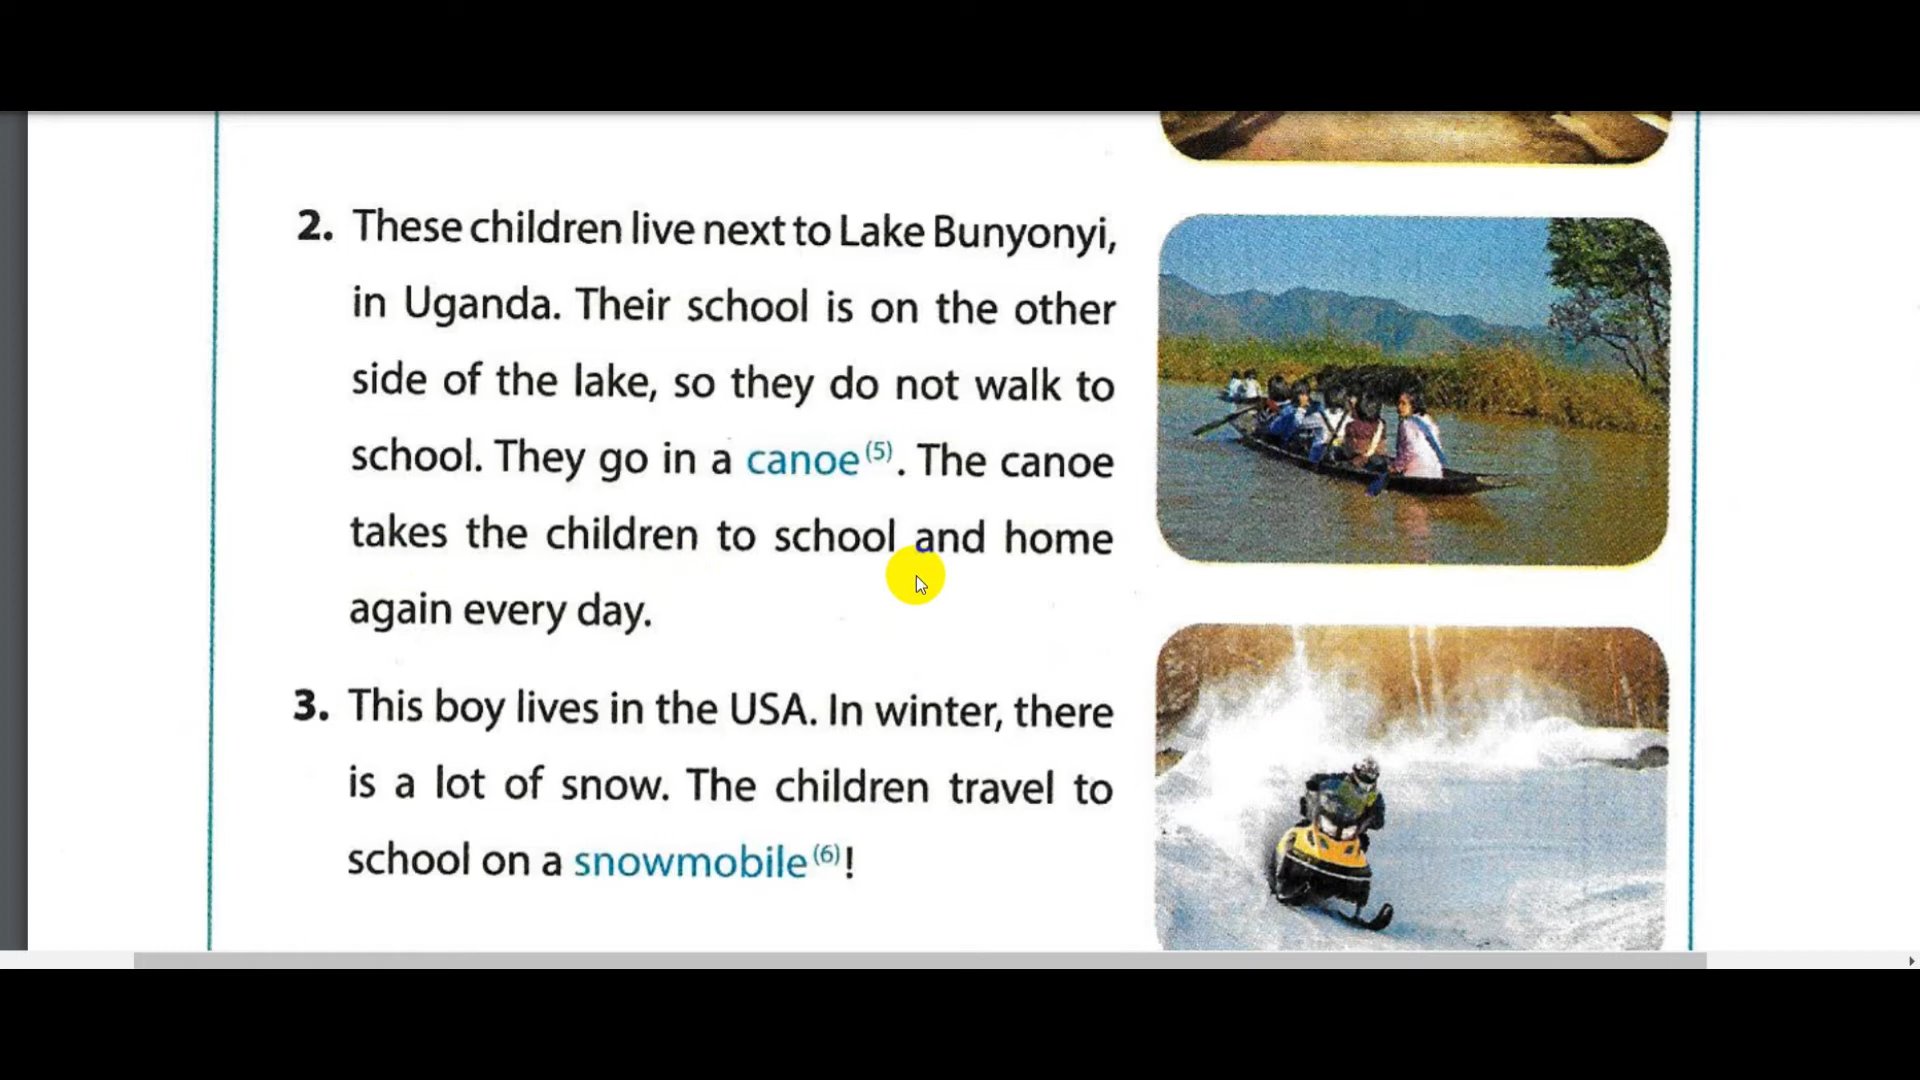 2. These children live next to Lake Bunyonyi,
in Uganda. Their school is on the other
side of the lake, so they do not walk to
school. They go in a canoe(5). The canoe
takes the children to school and home
again every day.
3. This boy lives in the USA. In winter, there
is a lot of snow. The children travel to
school on a snowmobile(6)!